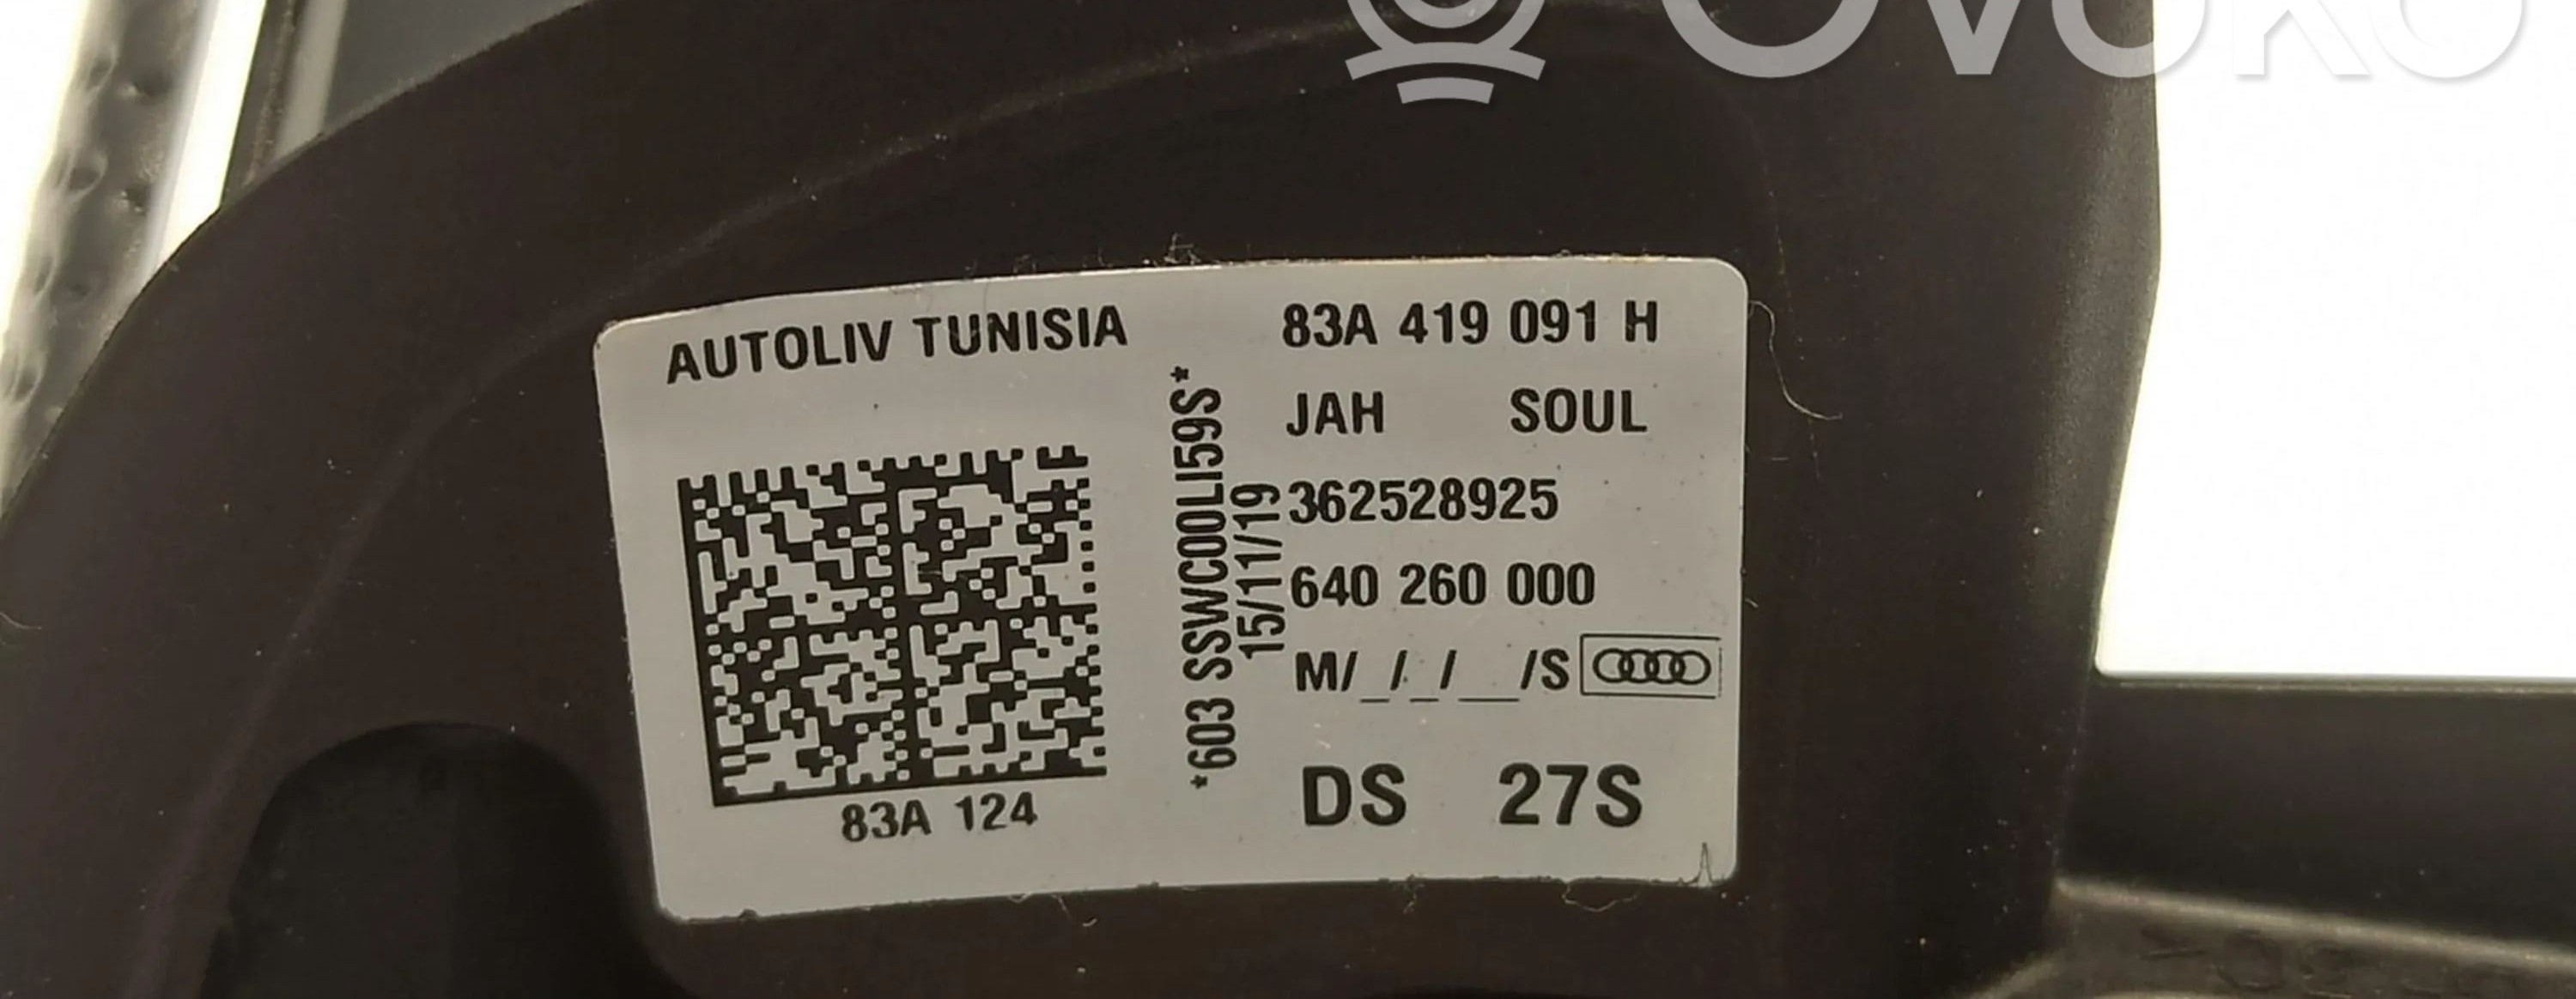 OVOKO
AUTOLIV TUNISIA
83A 419 091 H
JAH SOUL
*603 SSWC00LI59S*
15/11/19
362528925
640 260 000
M/_/_/__/S
DS 27S
83A 124